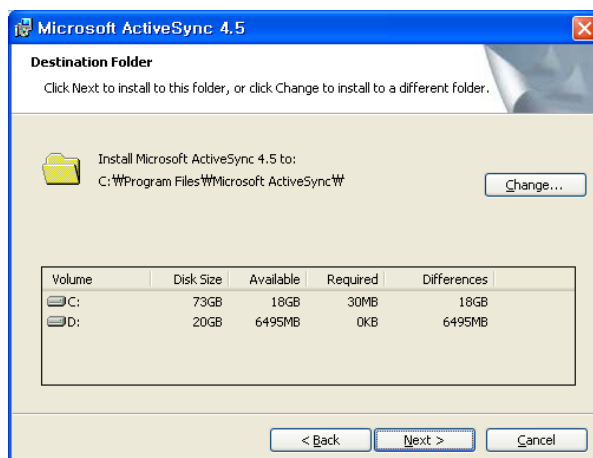 Microsoft ActiveSync 4.5
Destination Folder
Click Next to install to this folder, or click Change to install to a different folder.
Install Microsoft ActiveSync 4.5 to:
C:₩Program Files₩Microsoft ActiveSync₩
Change...
Volume Disk Size Available Required Differences
C: 73GB 18GB 30MB 18GB
D: 20GB 6495MB 0KB 6495MB
< Back Next > Cancel